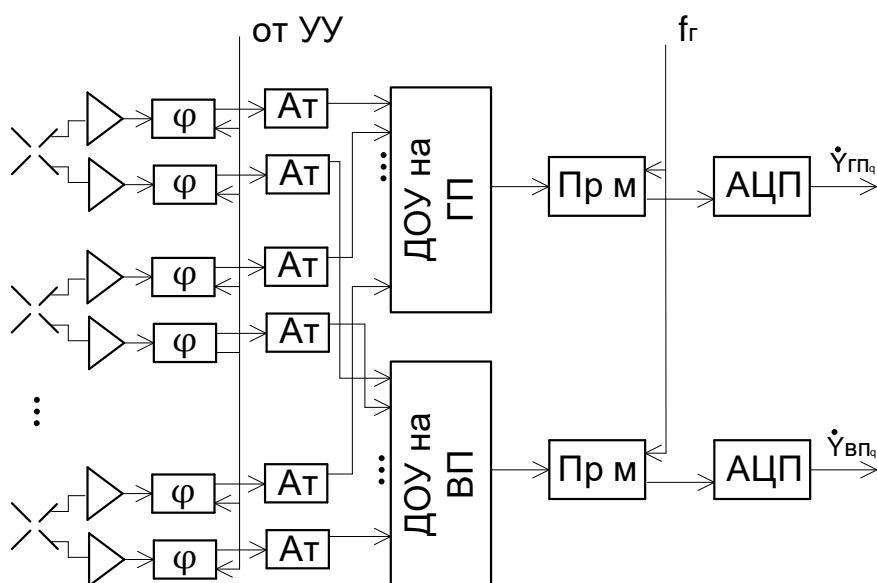 от УУ
fг
φ
Ат
φ
Ат
ДОУ на ГП
Пр м
АЦП
ẎГПq
φ
Ат
φ
Ат
ДОУ на ВП
Пр м
АЦП
ẎВПq
φ
Ат
φ
Ат